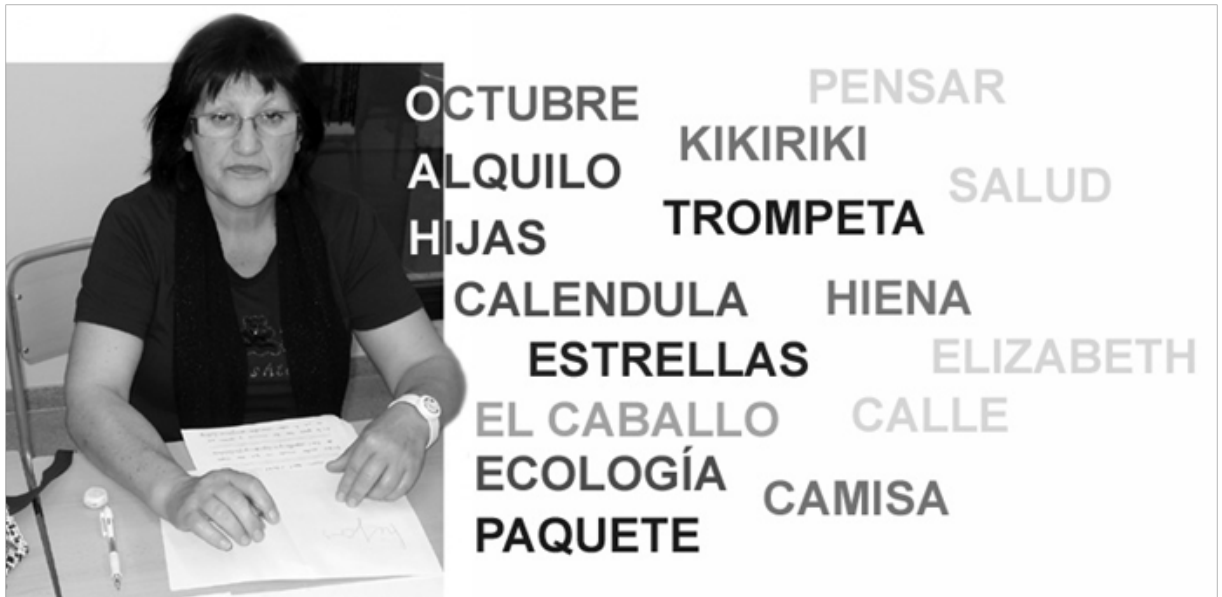 OCTUBRE
PENSAR
KIKIRIKI
ALQUILO
SALUD
TROMPETA
HIJAS
CALENDULA
HIENA
ESTRELLAS
ELIZABETH
EL CABALLO
CALLE
ECOLOGÍA
CAMISA
PAQUETE